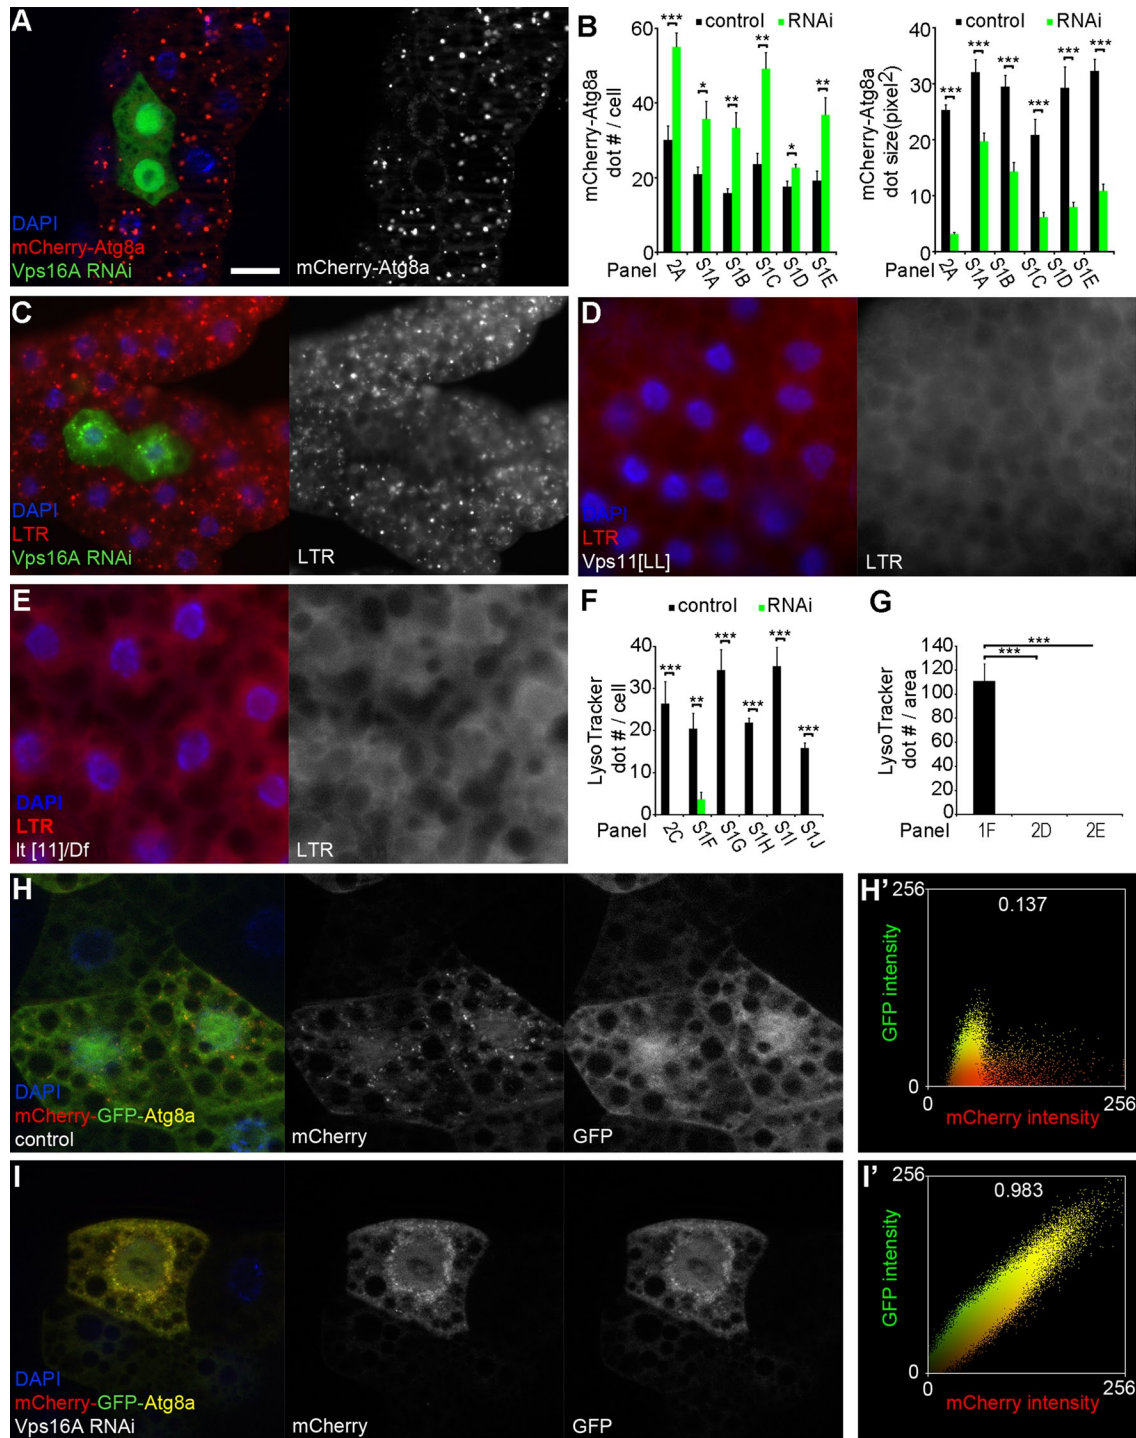 A
DAPI
mCherry-Atg8a
Vps16A RNAi
mCherry-Atg8a
B
control RNAi
mCherry-Atg8a
dot # / cell
60
40
20
0
*** * ** ** * **
Panel 2A S1A S1B S1C S1D S1E
control RNAi
mCherry-Atg8a
dot size(pixel2)
40
30
20
10
0
*** *** *** *** *** ***
Panel 2A S1A S1B S1C S1D S1E
C
DAPI
LTR
Vps16A RNAi
LTR
D
DAPI
LTR
Vps11[LL]
LTR
E
DAPI
LTR
lt [11]/Df
LTR
F
control RNAi
LysoTracker
dot # / cell
40
30
20
10
0
*** ** *** *** *** ***
Panel 2C S1F S1G S1H S1I S1J
G
LysoTracker
dot # / area
140
120
100
80
60
40
20
0
***
***
Panel 1F 2D 2E
H
DAPI
mCherry-GFP-Atg8a
control
mCherry
GFP
H’
256
0.137
GFP intensity
0
0 256
mCherry intensity
I
DAPI
mCherry-GFP-Atg8a
Vps16A RNAi
mCherry
GFP
I’
256
0.983
GFP intensity
0
0 256
mCherry intensity